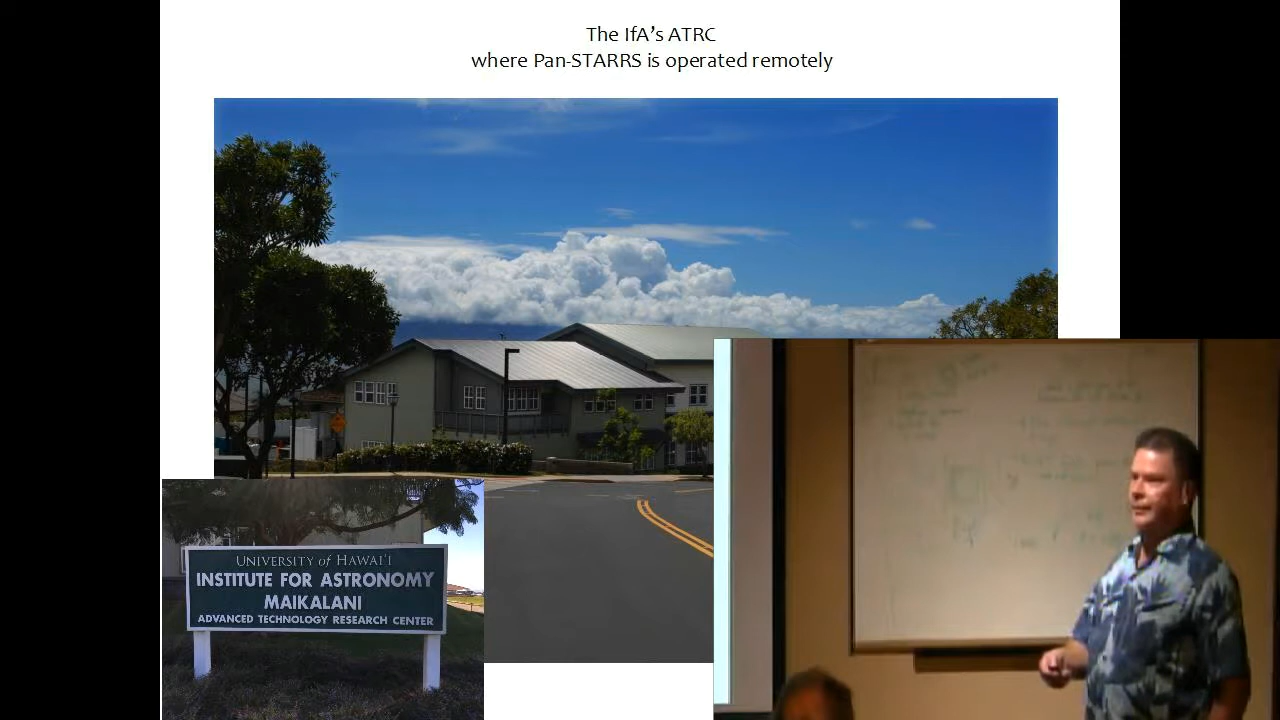 The IfA's ATRC
where Pan-STARRS is operated remotely
UNIVERSITY of HAWAI'I
INSTITUTE FOR ASTRONOMY
MAIKALANI
ADVANCED TECHNOLOGY RESEARCH CENTER